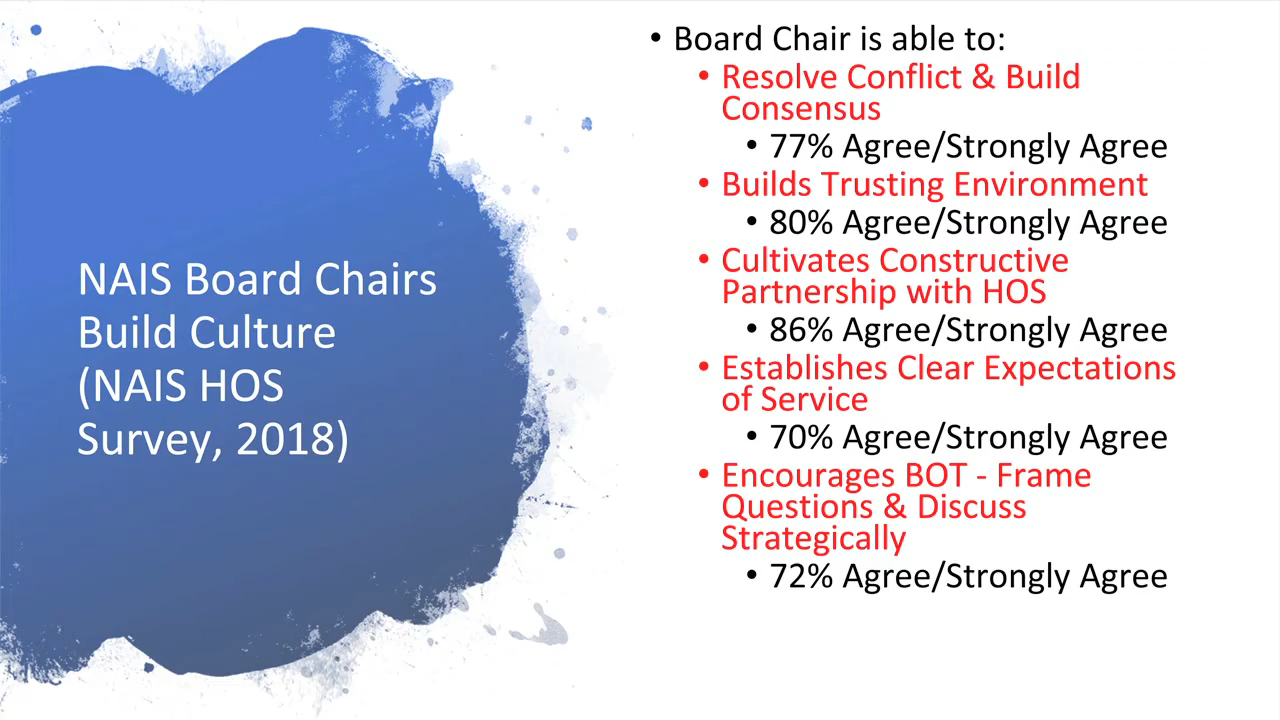 NAIS Board Chairs
Build Culture
(NAIS HOS
Survey, 2018)
• Board Chair is able to:
• Resolve Conflict & Build
Consensus
• 77% Agree/Strongly Agree
• Builds Trusting Environment
• 80% Agree/Strongly Agree
• Cultivates Constructive
Partnership with HOS
• 86% Agree/Strongly Agree
• Establishes Clear Expectations
of Service
• 70% Agree/Strongly Agree
• Encourages BOT - Frame
Questions & Discuss
Strategically
• 72% Agree/Strongly Agree